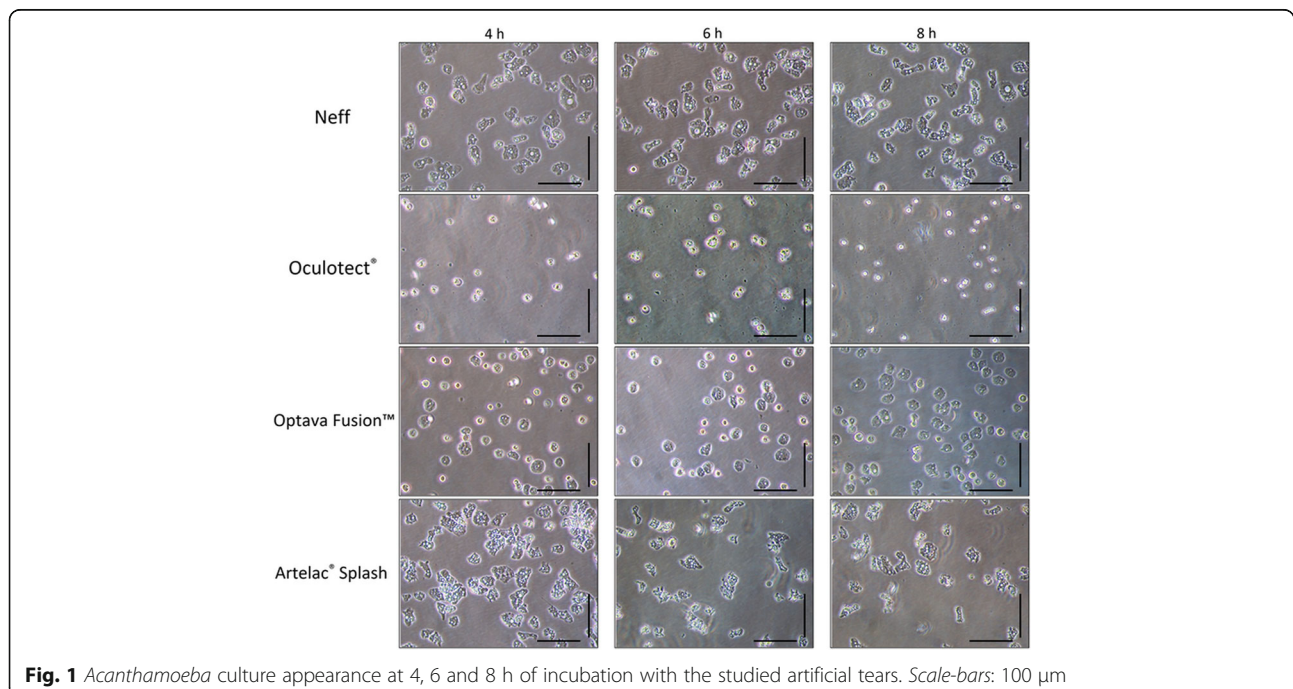 4 h 6 h 8 h
Neff
Oculotect®
Optava Fusion™
Artelac® Splash
Fig. 1 Acanthamoeba culture appearance at 4, 6 and 8 h of incubation with the studied artificial tears. Scale-bars: 100 μm